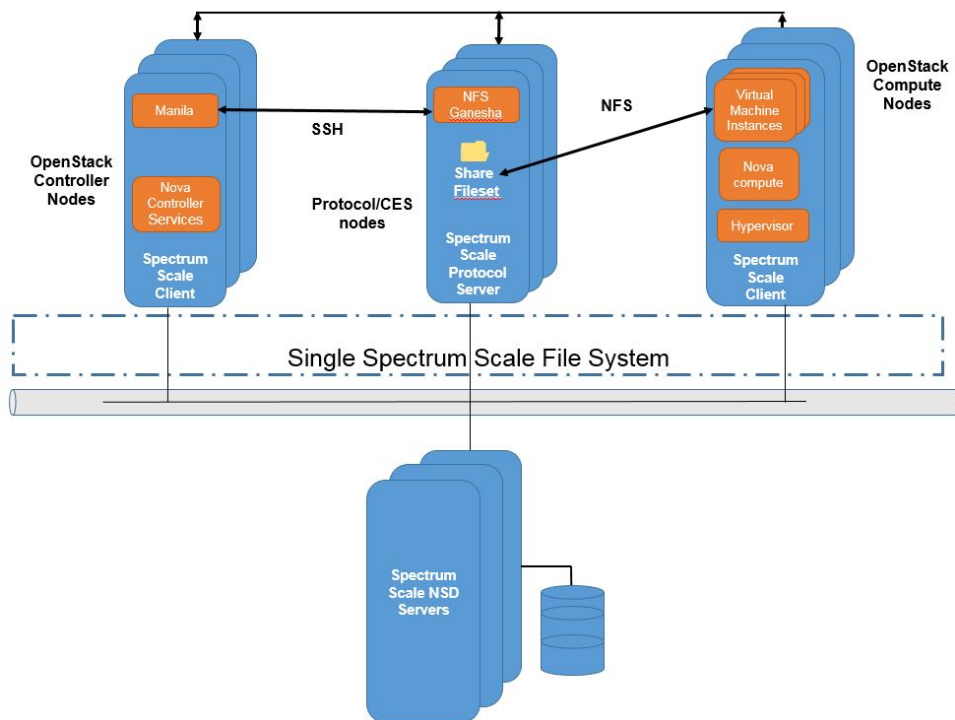 OpenStack
Controller
Nodes
Manila
Nova
Controller
Services
Spectrum
Scale
Client
SSH
Protocol/CES
nodes
NFS
Ganesha
Share
Fileset
Spectrum
Scale
Protocol
Server
NFS
Virtual
Machine
Instances
Nova
compute
Hypervisor
Spectrum
Scale
Client
OpenStack
Compute
Nodes
Single Spectrum Scale File System
Spectrum
Scale NSD
Servers